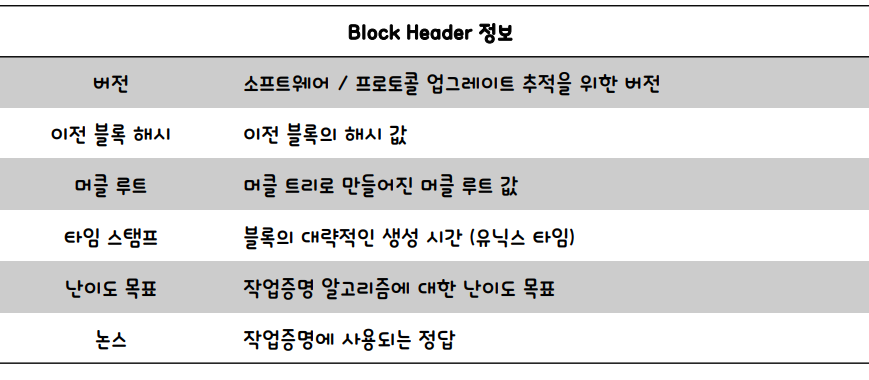 Block Header 정보
버전 소프트웨어 / 프로토콜 업그레이트 추적을 위한 버전
이전 블록 해시 이전 블록의 해시 값
머클 루트 머클 트리로 만들어진 머클 루트 값
타임 스탬프 블록의 대략적인 생성 시간 (유닉스 타임)
난이도 목표 작업증명 알고리즘에 대한 난이도 목표
논스 작업증명에 사용되는 정답